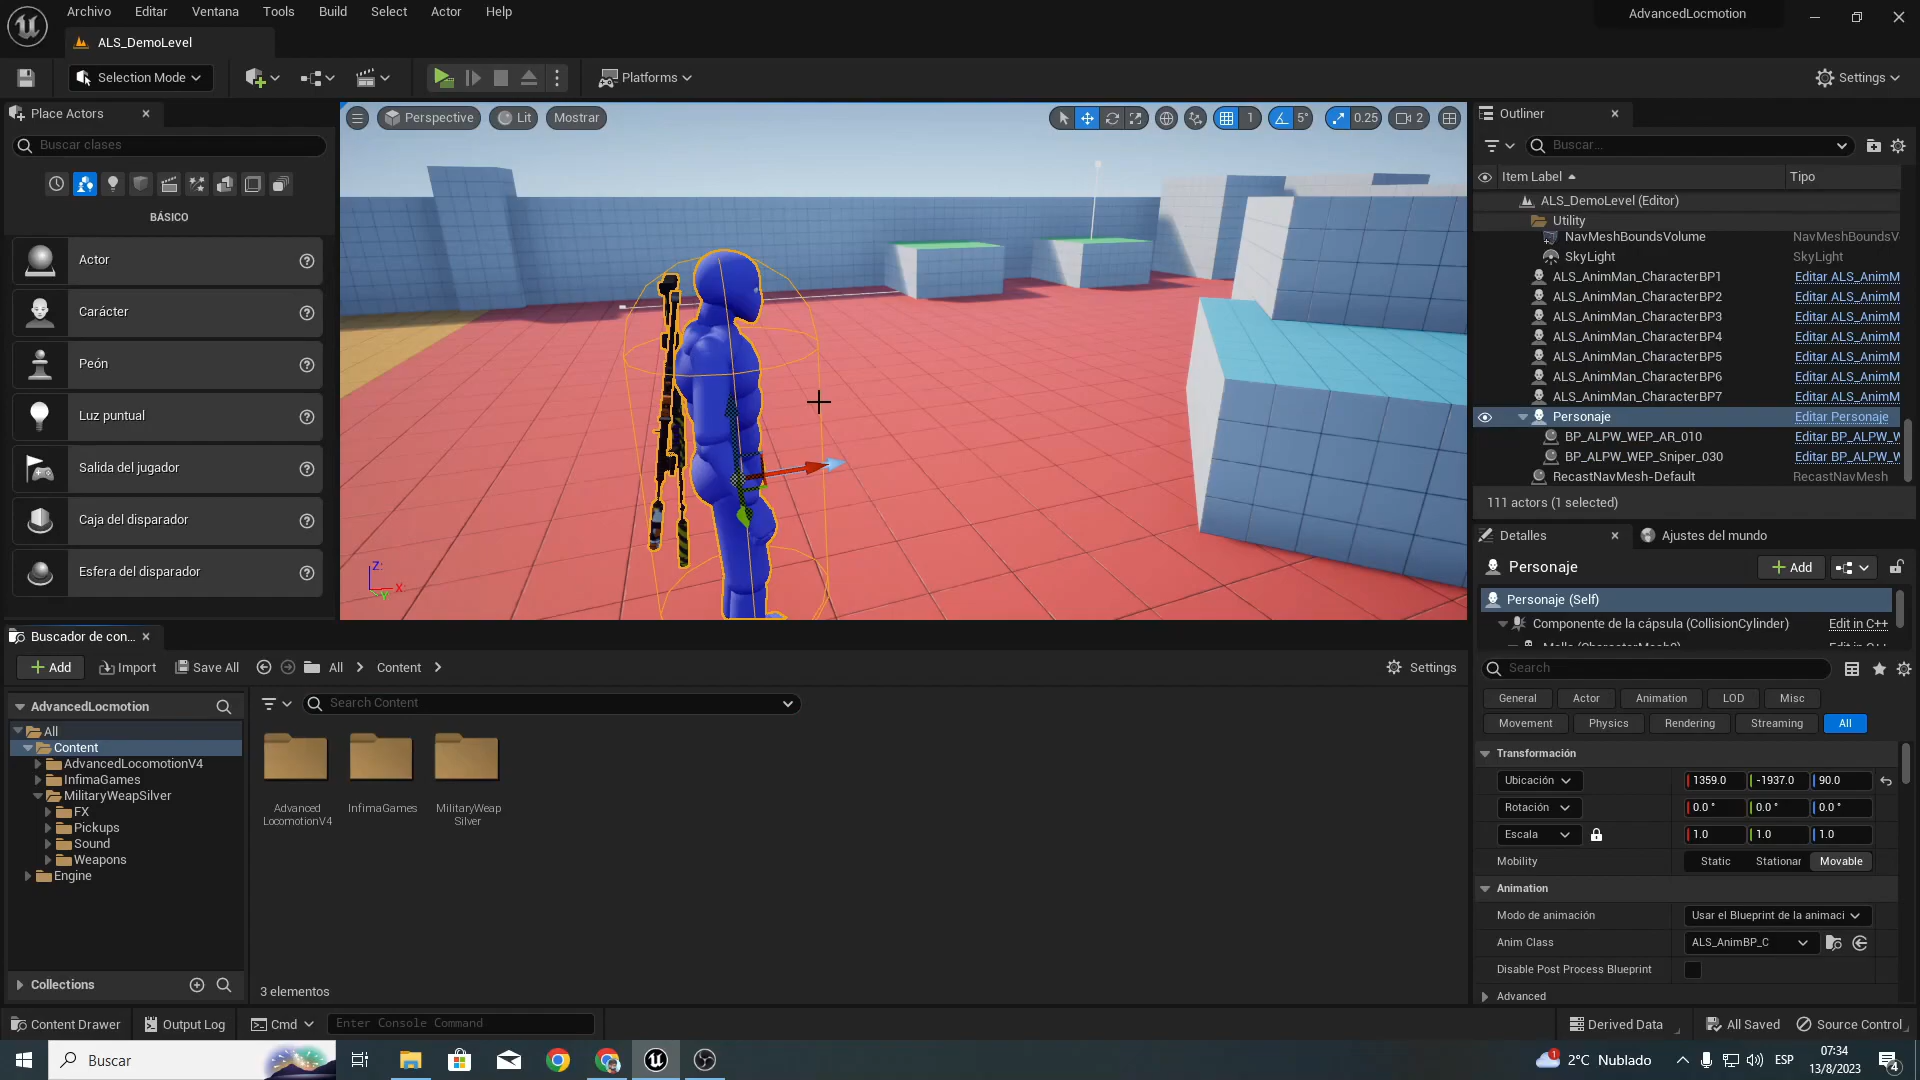 Archivo Editar Ventana Tools Build Select Actor Help
AdvancedLocmotion
ALS_DemoLevel
Selection Mode
Platforms
Settings
Place Actors
Buscar clases
BÁSICO
Actor
Carácter
Peón
Luz puntual
Salida del jugador
Caja del disparador
Esfera del disparador
Perspective Lit Mostrar
1 5° 0.25 2
Z:
X:
Y
Outliner
Buscar...
Item Label Tipo
ALS_DemoLevel (Editor)
Utility
NavMeshBoundsVolume NavMeshBoundsV
SkyLight SkyLight
ALS_AnimMan_CharacterBP1 Editar ALS_AnimM
ALS_AnimMan_CharacterBP2 Editar ALS_AnimM
ALS_AnimMan_CharacterBP3 Editar ALS_AnimM
ALS_AnimMan_CharacterBP4 Editar ALS_AnimM
ALS_AnimMan_CharacterBP5 Editar ALS_AnimM
ALS_AnimMan_CharacterBP6 Editar ALS_AnimM
ALS_AnimMan_CharacterBP7 Editar ALS_AnimM
Personaje Editar Personaje
BP_ALPW_WEP_AR_010 Editar BP_ALPW_W
BP_ALPW_WEP_Sniper_030 Editar BP_ALPW_W
RecastNavMesh-Default RecastNavMesh
111 actors (1 selected)
Detalles Ajustes del mundo
Personaje Add
Personaje (Self)
Componente de la cápsula (CollisionCylinder) Edit in C++
Search
General Actor Animation LOD Misc
Movement Physics Rendering Streaming All
Transformación
Ubicación 1359.0 -1937.0 90.0
Rotación 0.0 ° 0.0 ° 0.0 °
Escala 1.0 1.0 1.0
Mobility Static Stationar Movable
Animation
Modo de animación Usar el Blueprint de la animaci
Anim Class ALS_AnimBP_C
Disable Post Process Blueprint
Advanced
Buscador de con...
Add Import Save All All Content Settings
AdvancedLocmotion
Search Content
All
Content
AdvancedLocomotionV4
InfimaGames
MilitaryWeapSilver
FX
Pickups
Sound
Weapons
Engine
Advanced
LocomotionV4
InfimaGames
MilitaryWeap
Silver
Collections
3 elementos
Content Drawer Output Log Cmd Enter Console Command
Derived Data All Saved Source Control
Buscar
1
2°C Nublado
ESP
07:34
13/8/2023
4